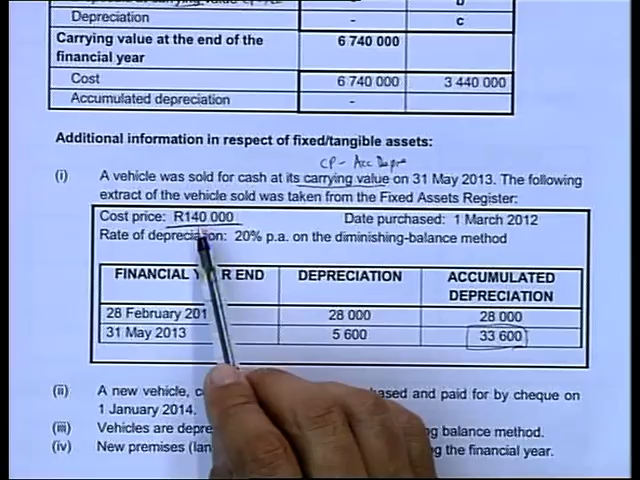 Depreciation - c
Carrying value at the end of the 6 740 000
financial year
Cost 6 740 000 3 440 000
Accumulated depreciation -
Additional information in respect of fixed/tangible assets:
CP - Acc Depre
(i) A vehicle was sold for cash at its carrying value on 31 May 2013. The following
extract of the vehicle sold was taken from the Fixed Assets Register:
Cost price: R140 000 Date purchased: 1 March 2012
Rate of depreciation: 20% p.a. on the diminishing-balance method
FINANCIAL END DEPRECIATION ACCUMULATED
DEPRECIATION
28 February 201 28 000 28 000
31 May 2013 5 600 33 600
(ii) A new vehicle, and paid for by cheque on
1 January 2014.
(iii) Vehicles are balance method.
(iv) New premises the financial year.